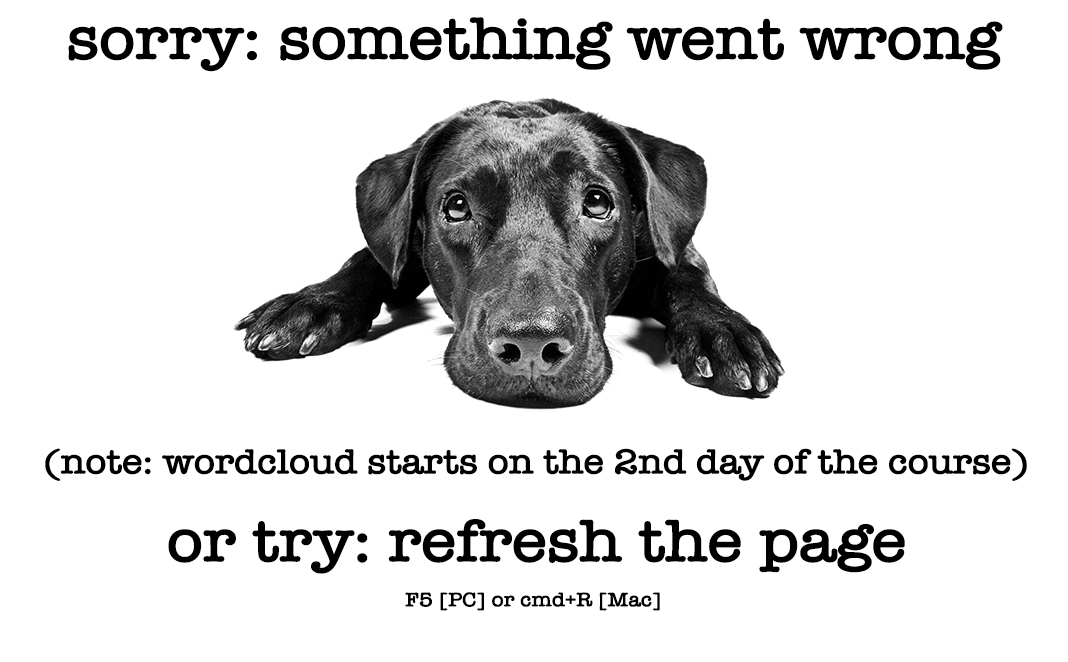 sorry: something went wrong
(note: wordcloud starts on the 2nd day of the course)
or try: refresh the page
F5 [PC] or cmd+R [Mac]